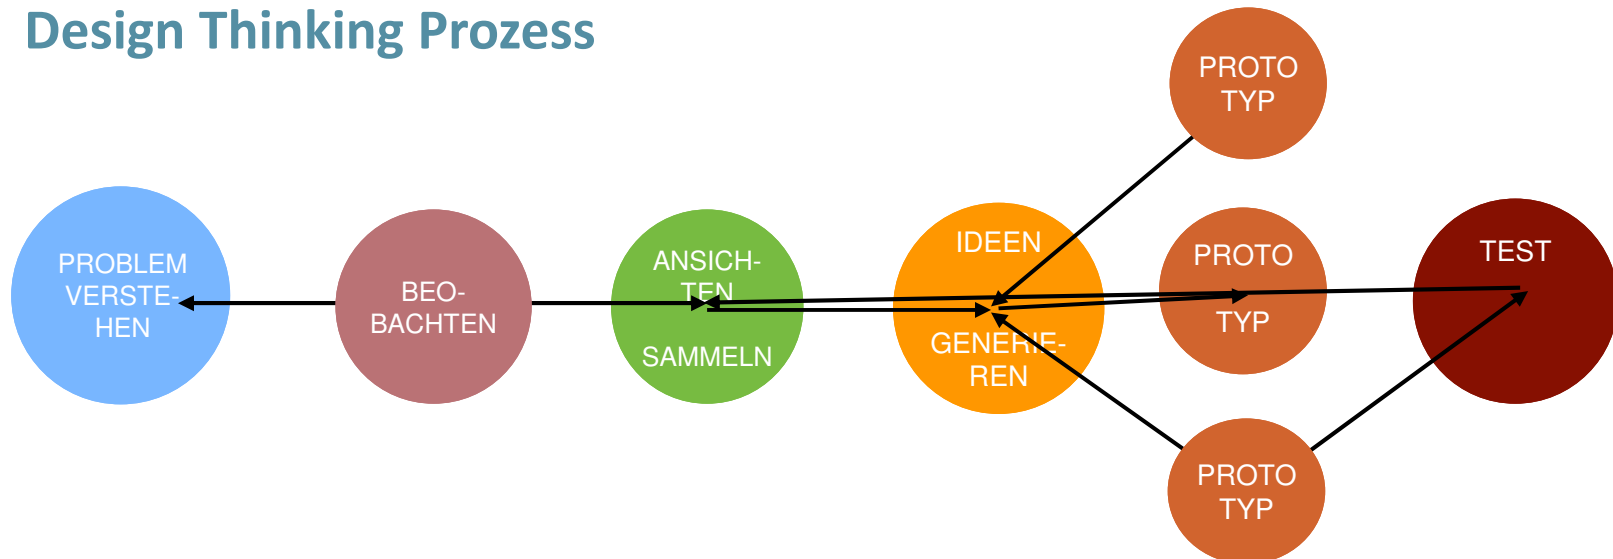 Design Thinking Prozess
PROBLEM
VERSTE-
HEN
BEO-
BACHTEN
ANSICH-
TEN
SAMMELN
IDEEN
GENERIE-
REN
PROTO
TYP
PROTO
TYP
PROTO
TYP
TEST